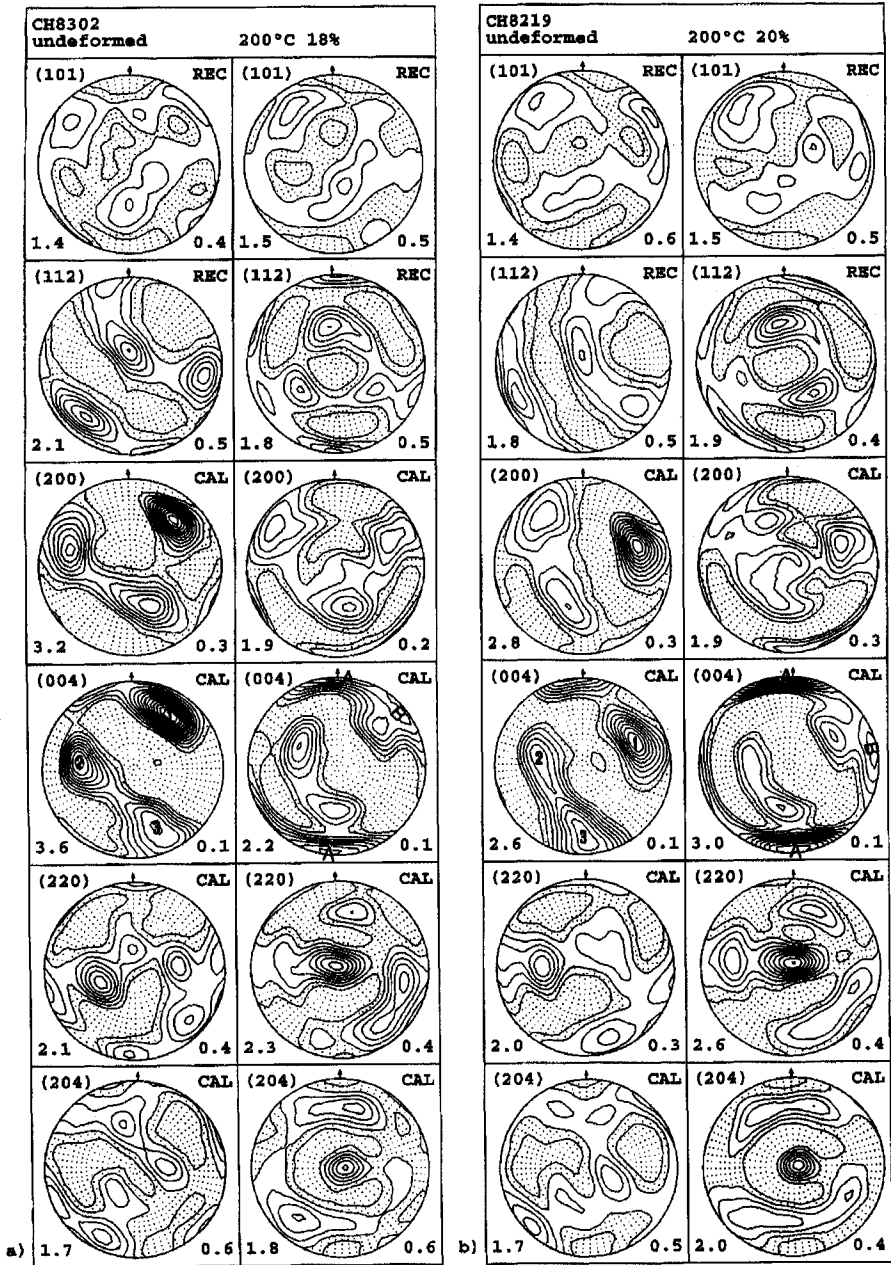 CH8302
undeformed 200°C 18%
(101) REC (101) REC
1.4 0.4 1.5 0.5
(112) REC (112) REC
2.1 0.5 1.8 0.5
(200) CAL (200) CAL
3.2 0.3 1.9 0.2
(004) CAL (004) CAL
1 2 3 A B A
3.6 0.1 2.2 0.1
(220) CAL (220) CAL
2.1 0.4 2.3 0.4
(204) CAL (204) CAL
a) 1.7 0.6 1.8 0.6
CH8219
undeformed 200°C 20%
(101) REC (101) REC
1.4 0.6 1.5 0.5
(112) REC (112) REC
1.8 0.5 1.9 0.4
(200) CAL (200) CAL
2.8 0.3 1.9 0.3
(004) CAL (004) CAL
1 2 3 A B A
2.6 0.1 3.0 0.1
(220) CAL (220) CAL
2.0 0.3 2.6 0.4
(204) CAL (204) CAL
b) 1.7 0.5 2.0 0.4